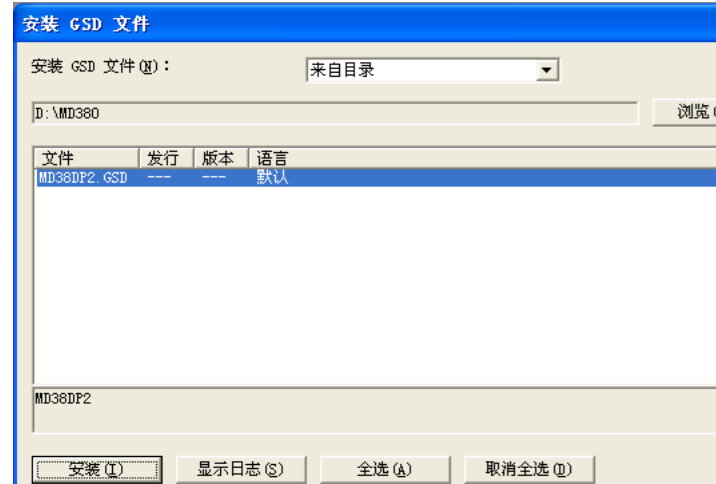 安装 GSD 文件
安装 GSD 文件(N)： 来自目录
D:\MD380 浏览(
文件 发行 版本 语言
MD38DP2.GSD --- --- 默认
MD38DP2
安装(I) 显示日志(S) 全选(A) 取消全选(D)